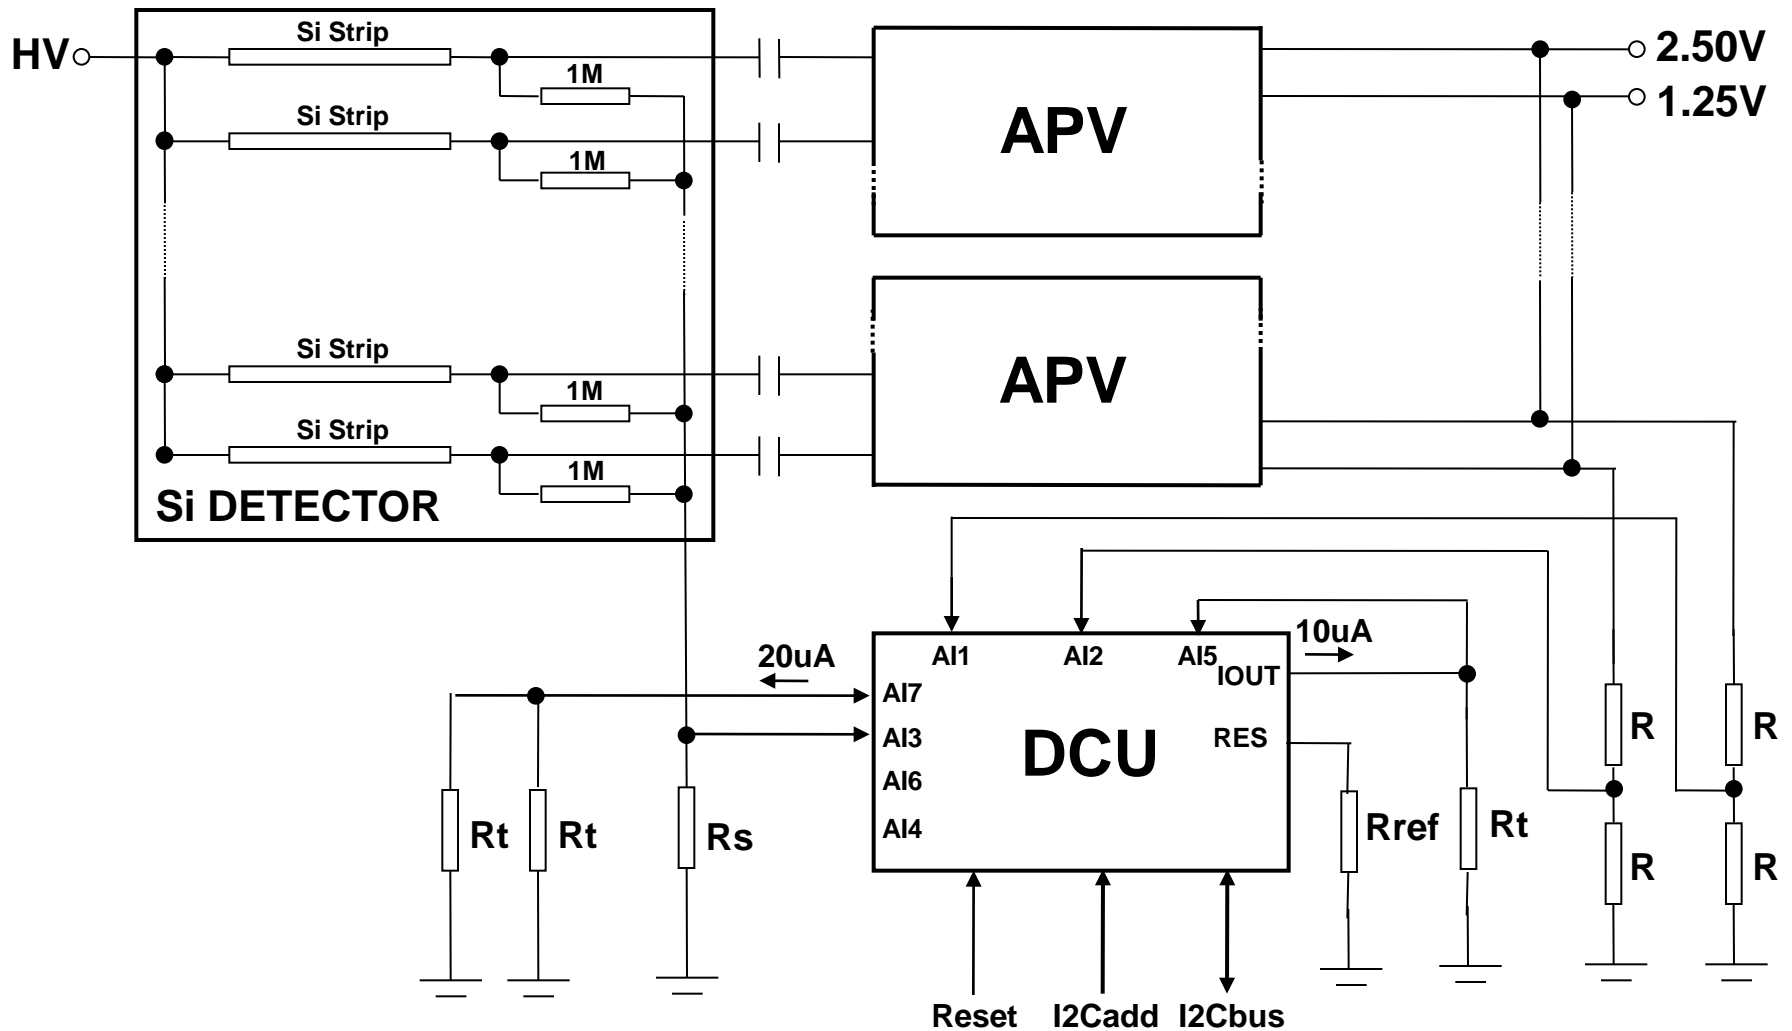 Si Strip
HV
2.50V
1M
1.25V
Si Strip
APV
1M
Si Strip
APV
1M
Si Strip
1M
Si DETECTOR
20uA
AI1 AI2 AI5
10uA
IOUT
AI7
AI3
DCU
RES
R R
AI6
AI4
Rt Rt Rs
Rref Rt
R R
Reset I2Cadd I2Cbus